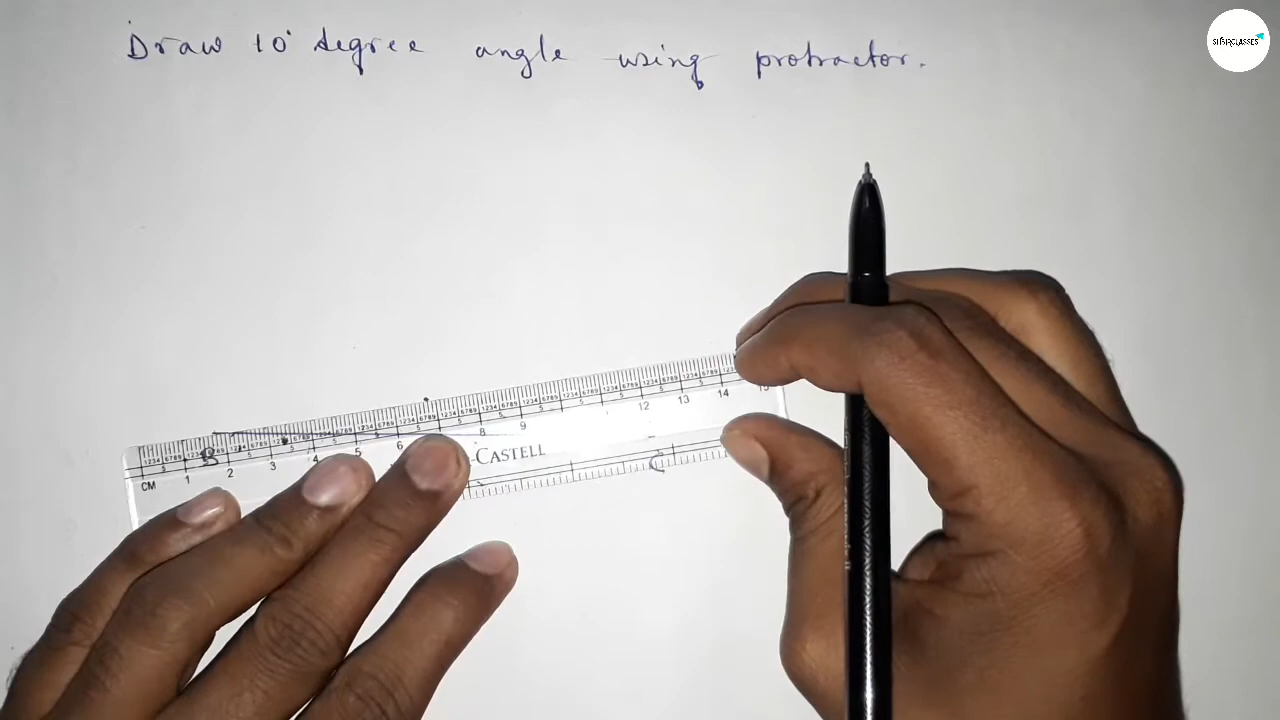 Draw 10° degree angle using protractor.
SIRSIRCLASSES
B
CM 1 2 3 4 5 6 8 9 12 13 14 15
-CASTELL
C